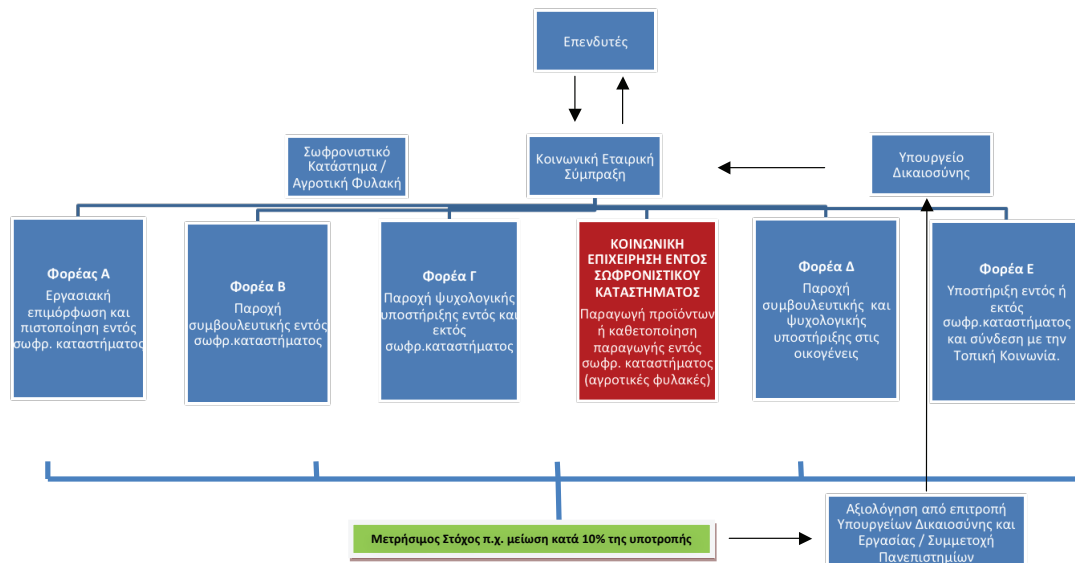 Επενδυτές
Σωφρονιστικό
Κατάστημα /
Αγροτική Φυλακή
Κοινωνική Εταιρική
Σύμπραξη
Υπουργείο
Δικαιοσύνης
Φορέας Α
Εργασιακή
επιμόρφωση και
πιστοποίηση εντός
σωφρ. καταστήματος
Φορέα Β
Παροχή
συμβουλευτικής εντός
σωφρ.καταστήματος
Φορέα Γ
Παροχή ψυχολογικής
υποστήριξης εντός και
εκτός
σωφρ.καταστήματος
ΚΟΙΝΩΝΙΚΗ
ΕΠΙΧΕΙΡΗΣΗ ΕΝΤΟΣ
ΣΩΦΡΟΝΙΣΤΙΚΟΥ
ΚΑΤΑΣΤΗΜΑΤΟΣ
Παραγωγή προϊόντων
ή καθετοποίηση
παραγωγής εντός
σωφρ. καταστήματος
(αγροτικές φυλακές)
Φορέα Δ
Παροχή
συμβουλευτικής και
ψυχολογικής
υποστήριξης στις
οικογένεις
Φορέα Ε
Υποστήριξη εντός ή
εκτός
σωφρ.καταστήματος
και σύνδεση με την
Τοπική Κοινωνία.
Μετρήσιμος Στόχος π.χ. μείωση κατά 10% της υποτροπής
Αξιολόγηση από επιτροπή
Υπουργείων Δικαιοσύνης και
Εργασίας / Συμμετοχή
Πανεπιστημίων